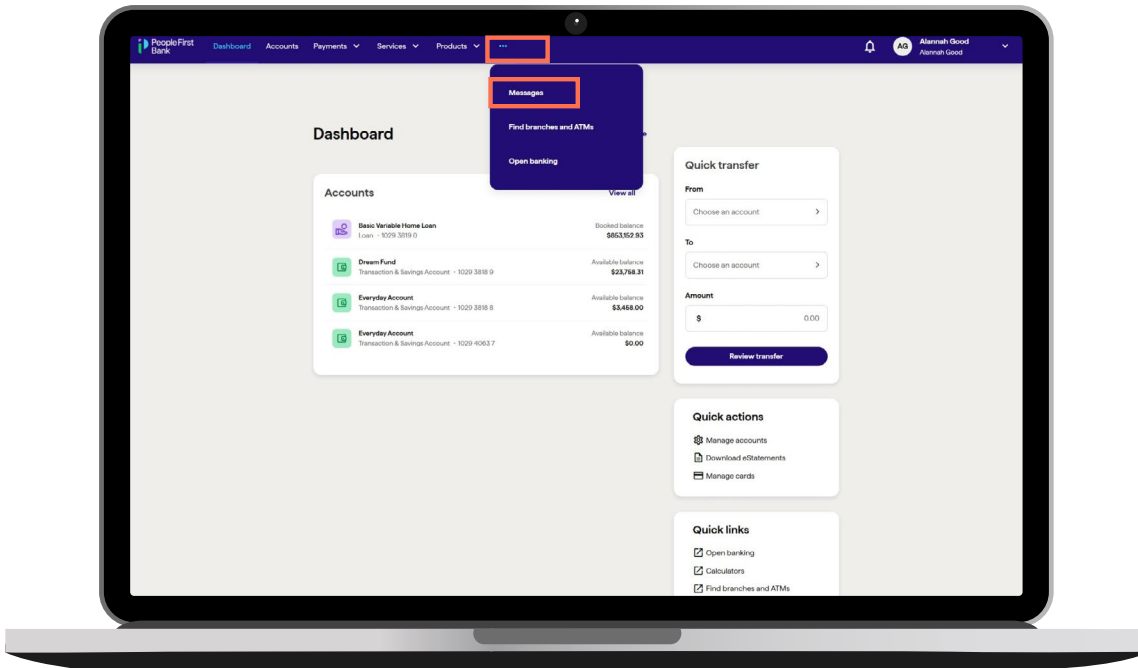 People First
Bank
Dashboard Accounts Payments Services Products ...
AG
Alannah Good
Alannah Good
Messages
Find branches and ATMs
Open banking
Dashboard
Accounts
View all
Basic Variable Home Loan
Loan - 1029 3819 0
Booked balance
$653,152.93
Dream Fund
Transaction & Savings Account - 1029 3818 9
Available balance
$23,758.31
Everyday Account
Transaction & Savings Account - 1029 3818 8
Available balance
$3,458.00
Everyday Account
Transaction & Savings Account - 1029 4063 7
Available balance
$0.00
Quick transfer
From
Choose an account
To
Choose an account
Amount
$ 0.00
Review transfer
Quick actions
Manage accounts
Download eStatements
Manage cards
Quick links
Open banking
Calculators
Find branches and ATMs